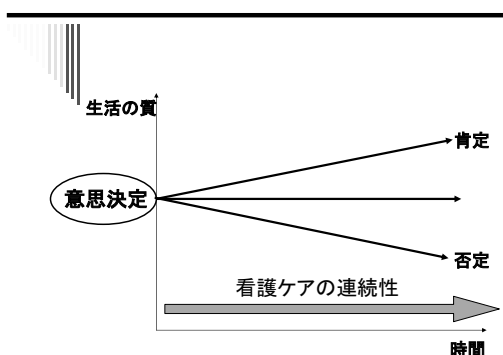 生活の質
肯定
意思決定
否定
看護ケアの連続性
時間